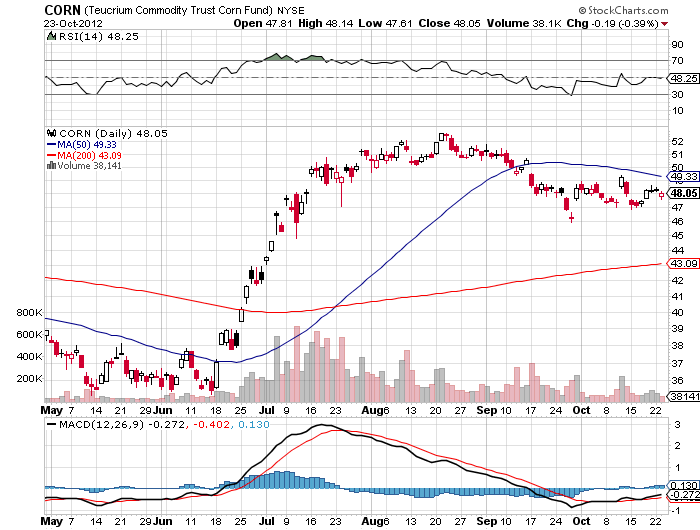 CORN (Teucrium Commodity Trust Corn Fund) NYSE © StockCharts.com
23-Oct-2012 Open 47.81 High 48.14 Low 47.61 Close 48.05 Volume 38.1K Chg -0.19 (-0.39%)
RSI(14) 48.25
90
70
48.25
30
10
CORN (Daily) 48.05
MA(50) 49.33
MA(200) 43.09
Volume 38,141
52
51
50
49.33
48.05
47
46
45
44
43.09
42
41
40
39
38
37
36
800K
600K
400K
200K
38141
May 7 14 21 29 Jun 11 18 25 Jul 9 16 23 Aug 6 13 20 27 Sep 10 17 24 Oct 8 15 22
MACD(12,26,9) -0.272, -0.402, 0.130
3
2
1
0.130
-0.272
-1
May 7 14 21 29 Jun 11 18 25 Jul 9 16 23 Aug 6 13 20 27 Sep 10 17 24 Oct 8 15 22